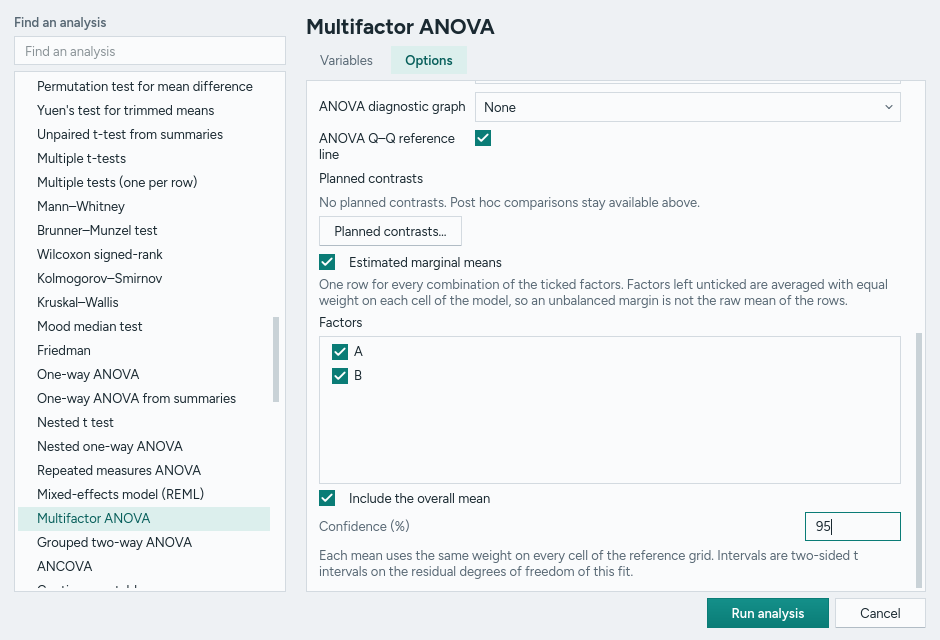 Find an analysis
Find an analysis
Permutation test for mean difference
Yuen's test for trimmed means
Unpaired t-test from summaries
Multiple t-tests
Multiple tests (one per row)
Mann–Whitney
Brunner–Munzel test
Wilcoxon signed-rank
Kolmogorov–Smirnov
Kruskal–Wallis
Mood median test
Friedman
One-way ANOVA
One-way ANOVA from summaries
Nested t test
Nested one-way ANOVA
Repeated measures ANOVA
Mixed-effects model (REML)
Multifactor ANOVA
Grouped two-way ANOVA
ANCOVA
Multifactor ANOVA
Variables
Options
ANOVA diagnostic graph
None
ANOVA Q–Q reference
line
Planned contrasts
No planned contrasts. Post hoc comparisons stay available above.
Planned contrasts...
Estimated marginal means
One row for every combination of the ticked factors. Factors left unticked are averaged with equal
weight on each cell of the model, so an unbalanced margin is not the raw mean of the rows.
Factors
A
B
Include the overall mean
Confidence (%)
95
Each mean uses the same weight on every cell of the reference grid. Intervals are two-sided t
intervals on the residual degrees of freedom of this fit.
Run analysis
Cancel